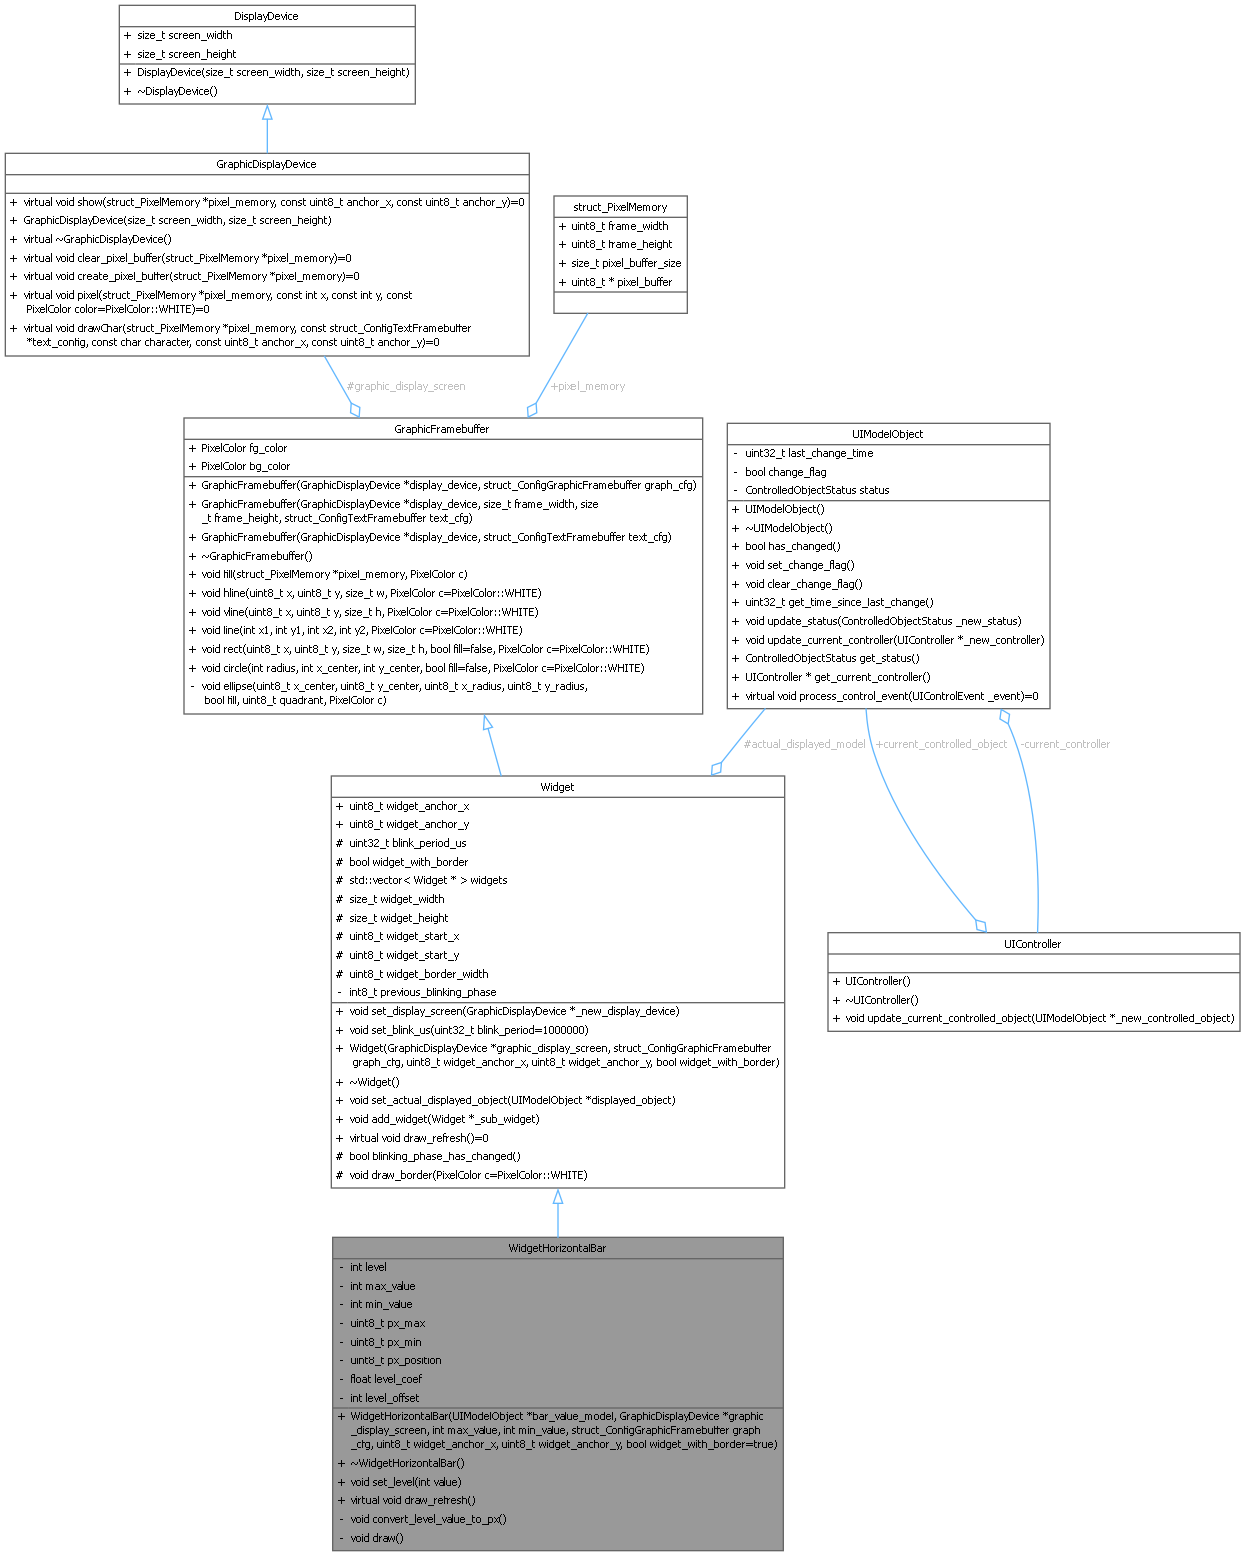 DisplayDevice
+ size_t screen_width
+ size_t screen_height
+ DisplayDevice(size_t screen_width, size_t screen_height)
+ ~DisplayDevice()
GraphicDisplayDevice
+ virtual void show(struct_PixelMemory *pixel_memory, const uint8_t anchor_x, const uint8_t anchor_y)=0
+ GraphicDisplayDevice(size_t screen_width, size_t screen_height)
+ virtual ~GraphicDisplayDevice()
+ virtual void clear_pixel_buffer(struct_PixelMemory *pixel_memory)=0
+ virtual void create_pixel_buffer(struct_PixelMemory *pixel_memory)=0
+ virtual void pixel(struct_PixelMemory *pixel_memory, const int x, const int y, const
PixelColor color=PixelColor::WHITE)=0
+ virtual void drawChar(struct_PixelMemory *pixel_memory, const struct_ConfigTextFramebuffer
*text_config, const char character, const uint8_t anchor_x, const uint8_t anchor_y)=0
struct_PixelMemory
+ uint8_t frame_width
+ uint8_t frame_height
+ size_t pixel_buffer_size
+ uint8_t * pixel_buffer
#graphic_display_screen
+pixel_memory
GraphicFramebuffer
+ PixelColor fg_color
+ PixelColor bg_color
+ GraphicFramebuffer(GraphicDisplayDevice *display_device, struct_ConfigGraphicFramebuffer graph_cfg)
+ GraphicFramebuffer(GraphicDisplayDevice *display_device, size_t frame_width, size
_t frame_height, struct_ConfigTextFramebuffer text_cfg)
+ GraphicFramebuffer(GraphicDisplayDevice *display_device, struct_ConfigTextFramebuffer text_cfg)
+ ~GraphicFramebuffer()
+ void fill(struct_PixelMemory *pixel_memory, PixelColor c)
+ void hline(uint8_t x, uint8_t y, size_t w, PixelColor c=PixelColor::WHITE)
+ void vline(uint8_t x, uint8_t y, size_t h, PixelColor c=PixelColor::WHITE)
+ void line(int x1, int y1, int x2, int y2, PixelColor c=PixelColor::WHITE)
+ void rect(uint8_t x, uint8_t y, size_t w, size_t h, bool fill=false, PixelColor c=PixelColor::WHITE)
+ void circle(int radius, int x_center, int y_center, bool fill=false, PixelColor c=PixelColor::WHITE)
- void ellipse(uint8_t x_center, uint8_t y_center, uint8_t x_radius, uint8_t y_radius,
bool fill, uint8_t quadrant, PixelColor c)
UIModelObject
- uint32_t last_change_time
- bool change_flag
- ControlledObjectStatus status
+ UIModelObject()
+ ~UIModelObject()
+ bool has_changed()
+ void set_change_flag()
+ void clear_change_flag()
+ uint32_t get_time_since_last_change()
+ void update_status(ControlledObjectStatus _new_status)
+ void update_current_controller(UIController *_new_controller)
+ ControlledObjectStatus get_status()
+ UIController * get_current_controller()
+ virtual void process_control_event(UIControlEvent _event)=0
#actual_displayed_model
+current_controlled_object
-current_controller
Widget
+ uint8_t widget_anchor_x
+ uint8_t widget_anchor_y
# uint32_t blink_period_us
# bool widget_with_border
# std::vector< Widget * > widgets
# size_t widget_width
# size_t widget_height
# uint8_t widget_start_x
# uint8_t widget_start_y
# uint8_t widget_border_width
- int8_t previous_blinking_phase
+ void set_display_screen(GraphicDisplayDevice *_new_display_device)
+ void set_blink_us(uint32_t blink_period=1000000)
+ Widget(GraphicDisplayDevice *graphic_display_screen, struct_ConfigGraphicFramebuffer
graph_cfg, uint8_t widget_anchor_x, uint8_t widget_anchor_y, bool widget_with_border)
+ ~Widget()
+ void set_actual_displayed_object(UIModelObject *displayed_object)
+ void add_widget(Widget *_sub_widget)
+ virtual void draw_refresh()=0
# bool blinking_phase_has_changed()
# void draw_border(PixelColor c=PixelColor::WHITE)
UIController
+ UIController()
+ ~UIController()
+ void update_current_controlled_object(UIModelObject *_new_controlled_object)
WidgetHorizontalBar
- int level
- int max_value
- int min_value
- uint8_t px_max
- uint8_t px_min
- uint8_t px_position
- float level_coef
- int level_offset
+ WidgetHorizontalBar(UIModelObject *bar_value_model, GraphicDisplayDevice *graphic
_display_screen, int max_value, int min_value, struct_ConfigGraphicFramebuffer graph
_cfg, uint8_t widget_anchor_x, uint8_t widget_anchor_y, bool widget_with_border=true)
+ ~WidgetHorizontalBar()
+ void set_level(int value)
+ virtual void draw_refresh()
- void convert_level_value_to_px()
- void draw()